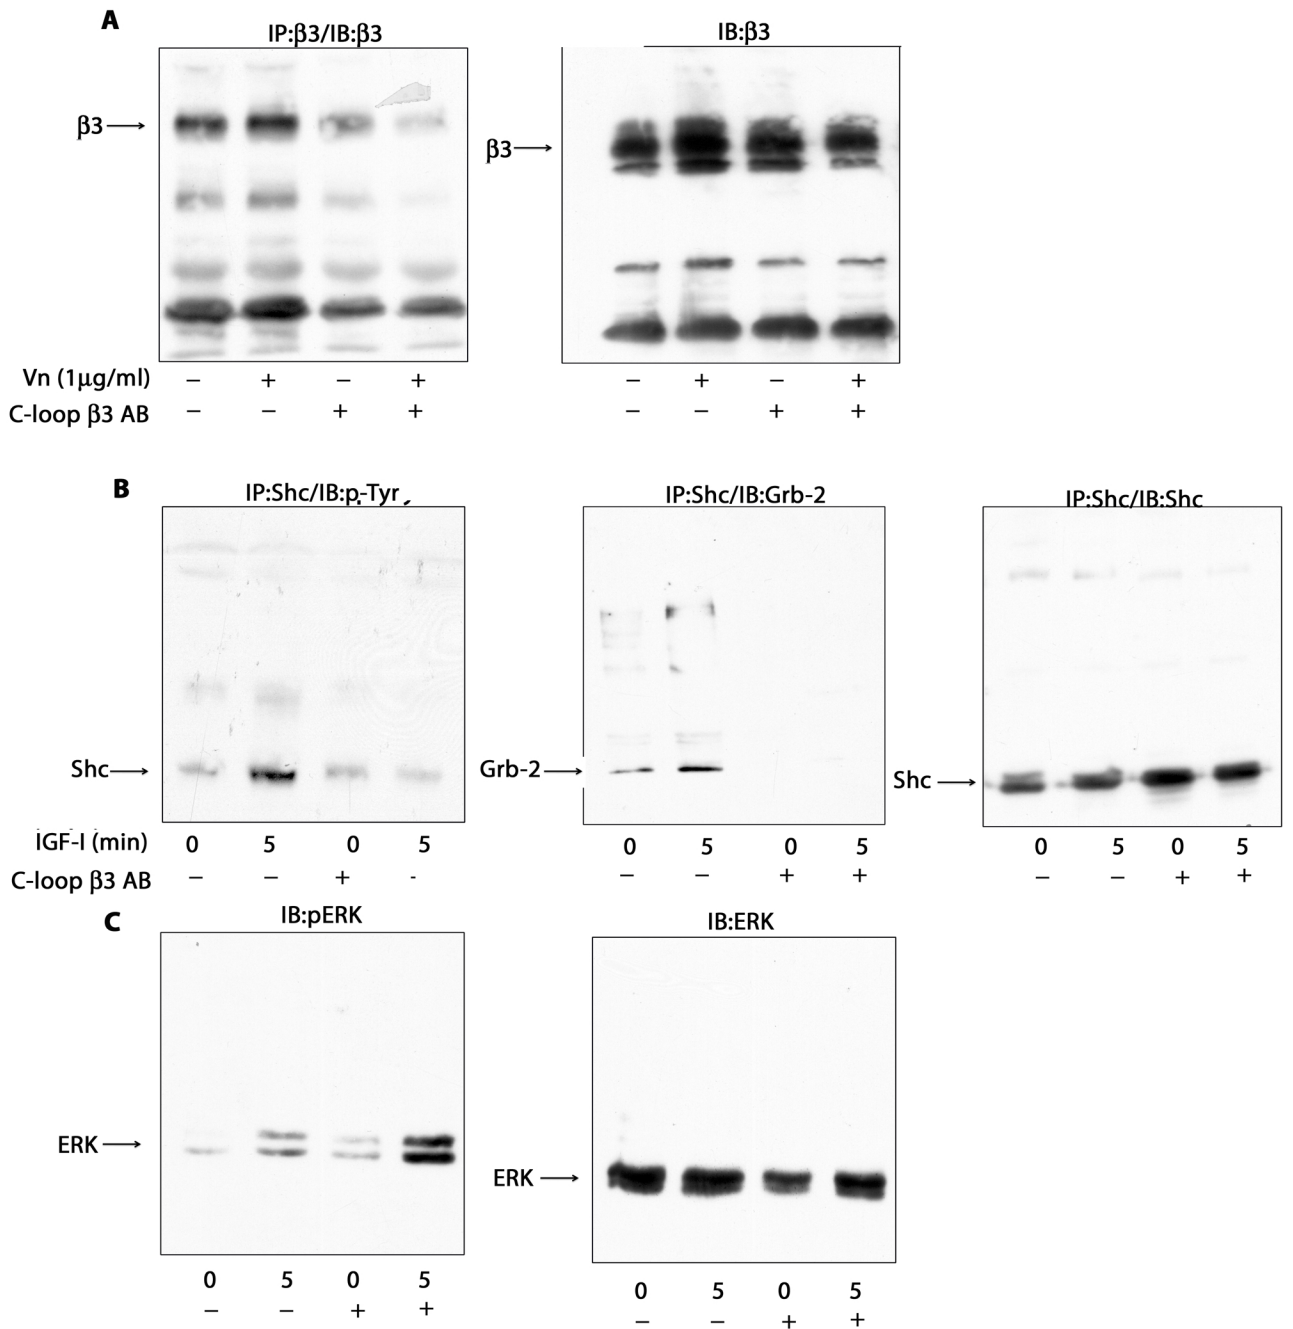 A
IP:β3/IB:β3
IB:β3
β3
β3
Vn (1μg/ml) − + − + − + − +
C-loop β3 AB − − + + − − + +
B
IP:Shc/IB:p-Tyr
IP:Shc/IB:Grb-2
IP:Shc/IB:Shc
Shc
Grb-2
Shc
IGF-I (min) 0 5 0 5 0 5 0 5 0 5 0 5
C-loop β3 AB − − + - − − + + − − + +
C
IB:pERK
IB:ERK
ERK
ERK
0 5 0 5 0 5 0 5
− − + + − − + +